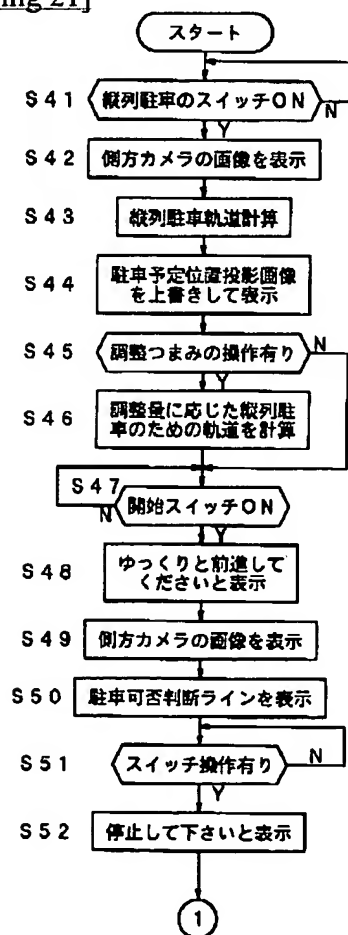 ing 21]
スタート
S41 縦列駐車のスイッチON N
Y
S42 側方カメラの画像を表示
S43 縦列駐車軌道計算
S44 駐車予定位置投影画像
を上書きして表示
S45 調整つまみの操作有り N
Y
S46 調整量に応じた縦列駐
車のための軌道を計算
S47
N 開始スイッチON
Y
S48 ゆっくりと前進して
くださいと表示
S49 側方カメラの画像を表示
S50 駐車可否判断ラインを表示
S51 スイッチ操作有り N
Y
S52 停止して下さいと表示
1